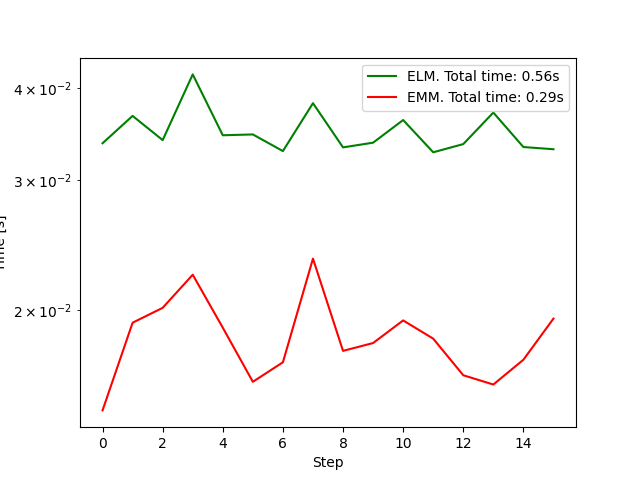 ELM. Total time: 0.56s
EMM. Total time: 0.29s
4 × 10⁻²
3 × 10⁻²
2 × 10⁻²
[s]
0 2 4 6 8 10 12 14
Step